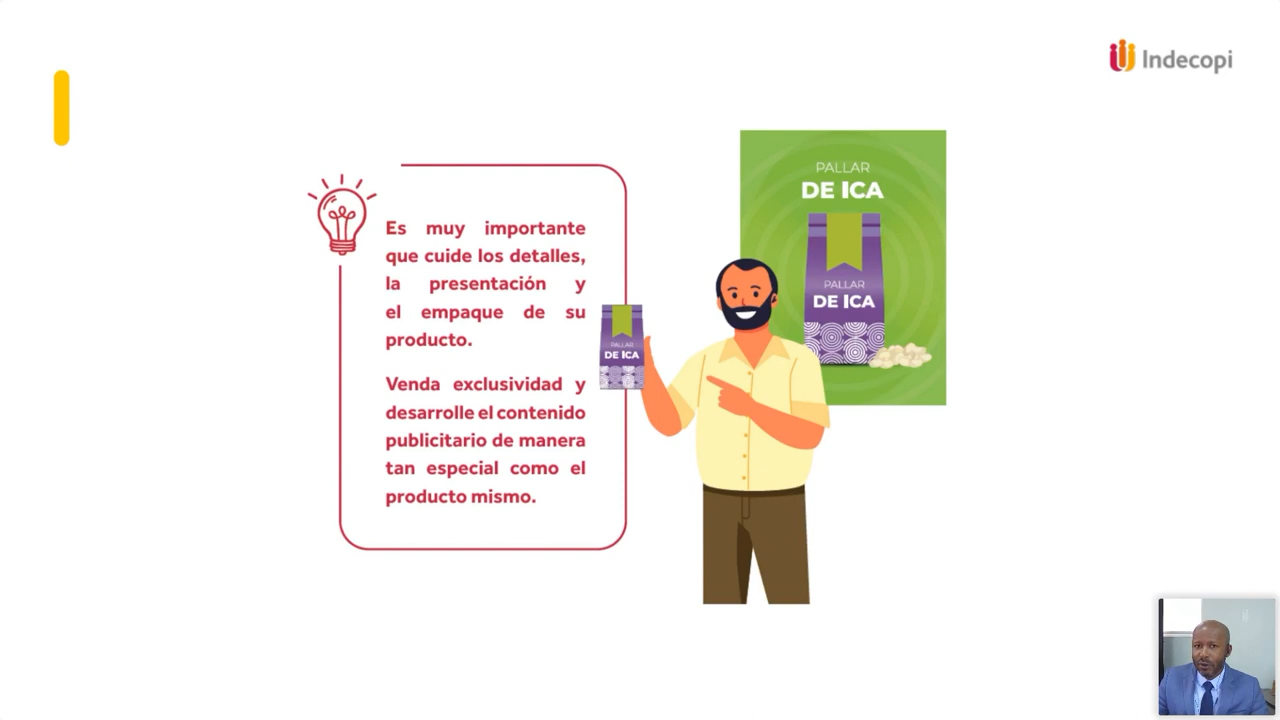 Indecopi
Es muy importante
que cuide los detalles,
la presentación y
el empaque de su
producto.
Venda exclusividad y
desarrolle el contenido
publicitario de manera
tan especial como el
producto mismo.
PALLAR
DE ICA
PALLAR
DE ICA
PALLAR
DE ICA